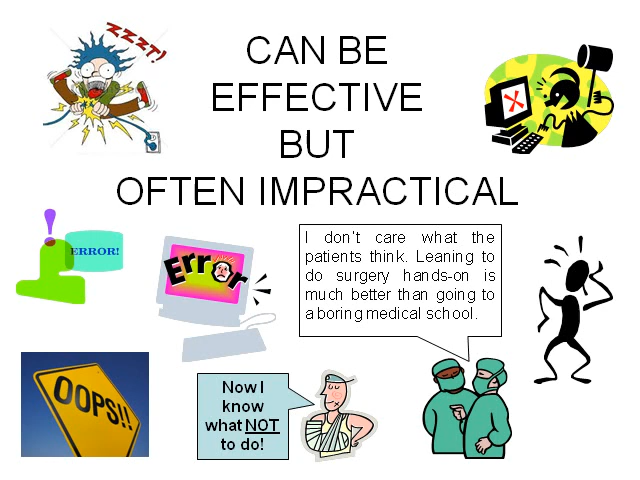 ZZZT!
CAN BE
EFFECTIVE
BUT
OFTEN IMPRACTICAL
X
!
ERROR!
Error
I don't care what the
patients think. Leaning to
do surgery hands-on is
much better than going to
a boring medical school.
OOPS!!
Now I
know
what NOT
to do!